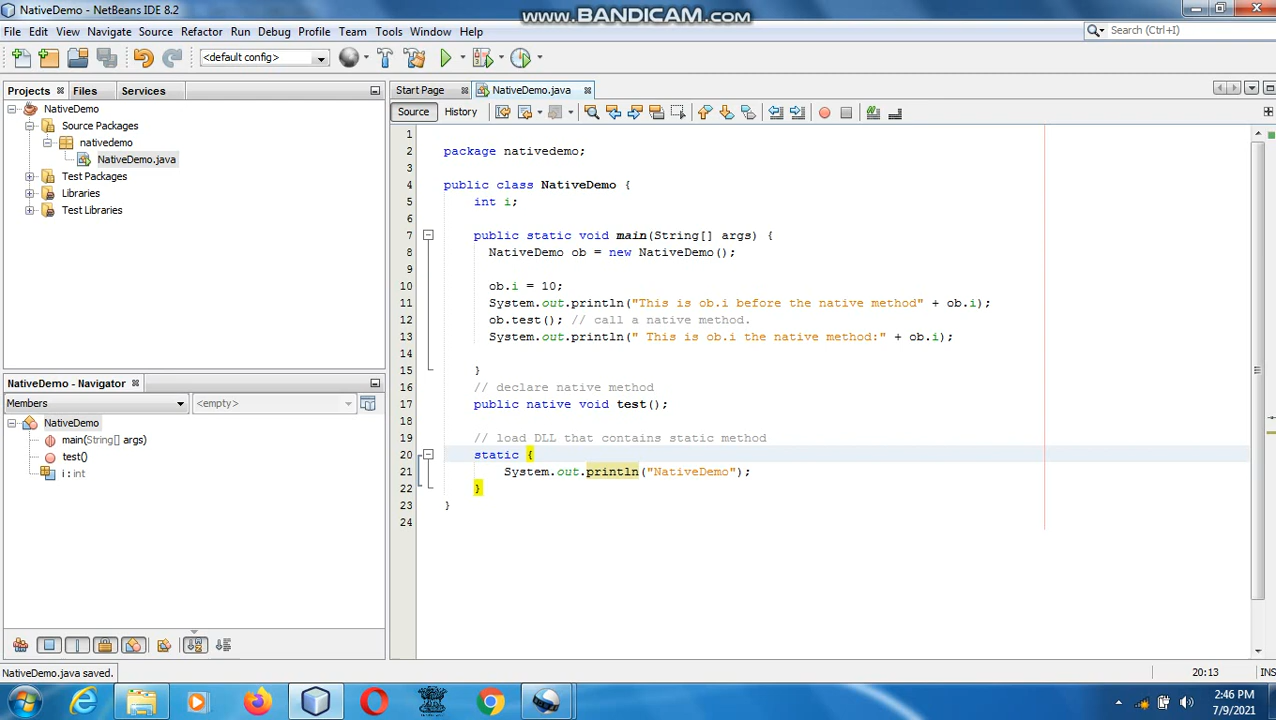 NativeDemo - NetBeans IDE 8.2
www.BANDICAM.com
File Edit View Navigate Source Refactor Run Debug Profile Team Tools Window Help
Search (Ctrl+I)
<default config>
Projects Files Services
NativeDemo
Source Packages
nativedemo
NativeDemo.java
Test Packages
Libraries
Test Libraries
NativeDemo - Navigator
Members
<empty>
NativeDemo
main(String[] args)
test()
i : int
Start Page NativeDemo.java
Source History
1
2 package nativedemo;
3
4 public class NativeDemo {
5 int i;
6
7 public static void main(String[] args) {
8 NativeDemo ob = new NativeDemo();
9
10 ob.i = 10;
11 System.out.println("This is ob.i before the native method" + ob.i);
12 ob.test(); // call a native method.
13 System.out.println(" This is ob.i the native method:" + ob.i);
14
15 }
16 // declare native method
17 public native void test();
18
19 // load DLL that contains static method
20 static {
21 System.out.println("NativeDemo");
22 }
23 }
24
NativeDemo.java saved.
20:13
INS
2:46 PM
7/9/2021